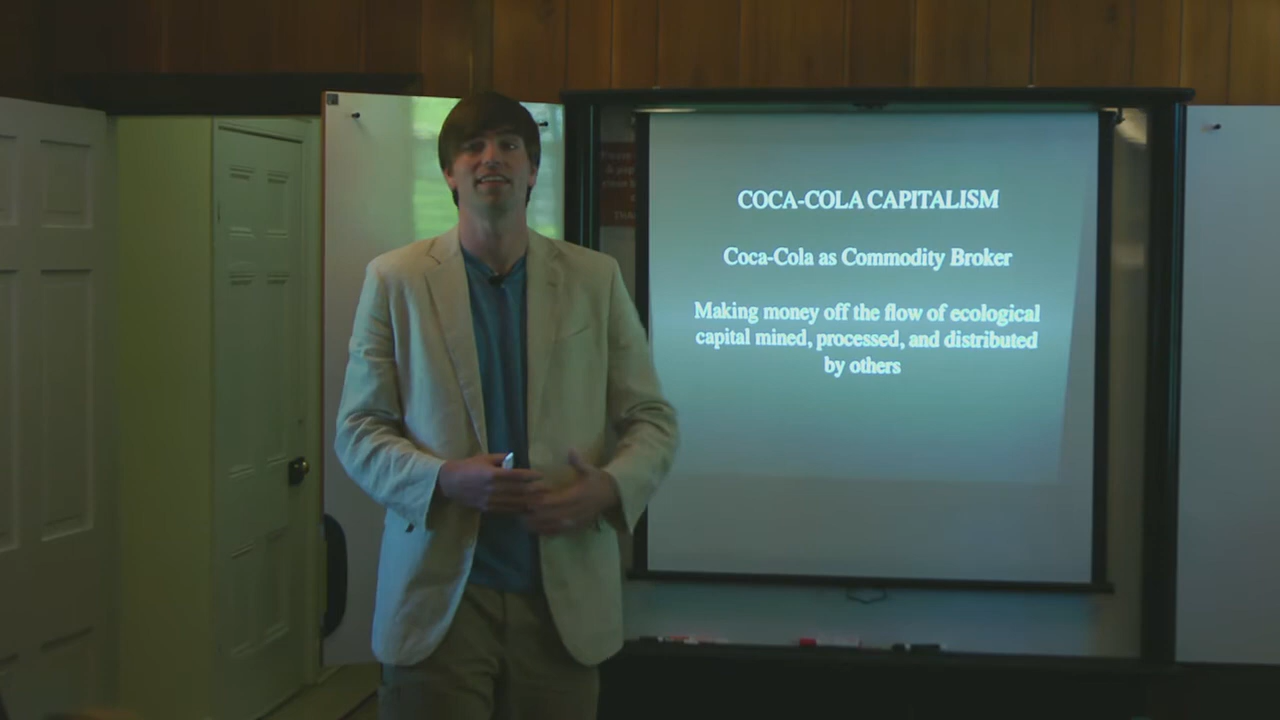 COCA-COLA CAPITALISM
Coca-Cola as Commodity Broker
Making money off the flow of ecological
capital mined, processed, and distributed
by others